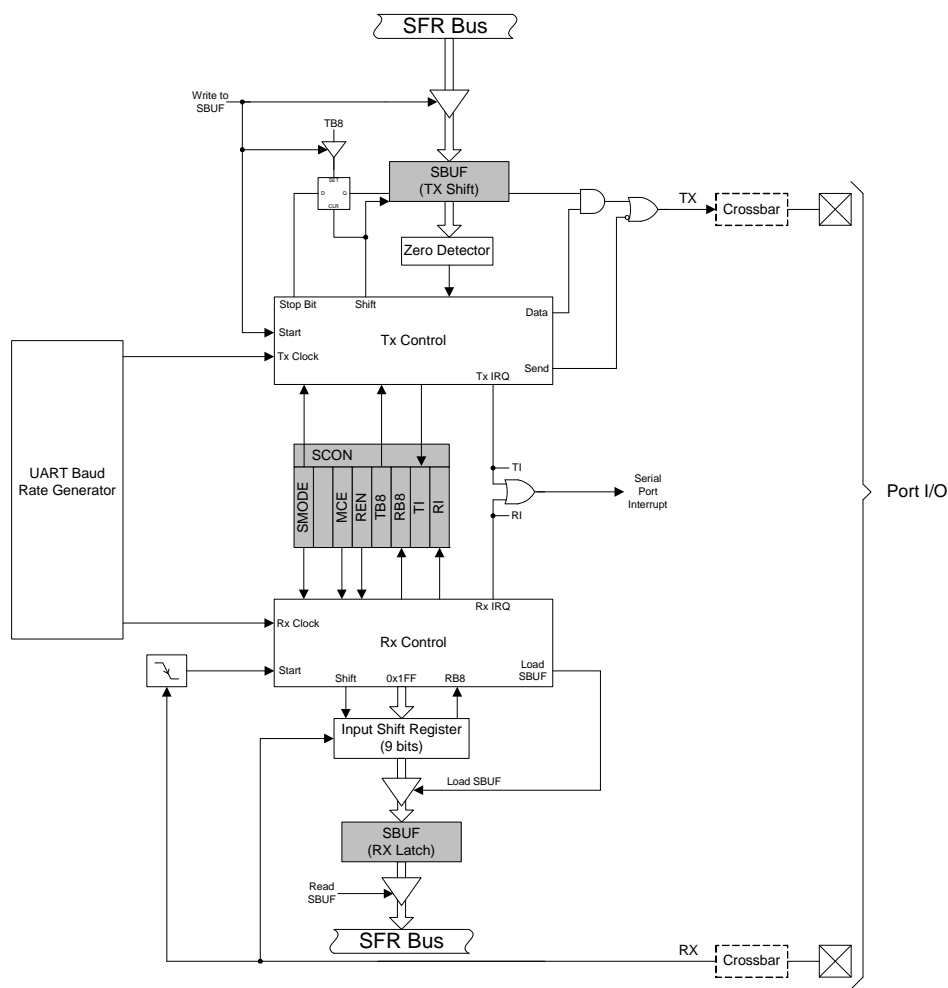 SFR Bus
Write to
SBUF
TB8
SET
D
Q
CLR
SBUF
(TX Shift)
TX
Crossbar
Zero Detector
Stop Bit
Shift
Data
Start
Tx Control
Tx Clock
Send
Tx IRQ
UART Baud
Rate Generator
SCON
SMODE
MCE
REN
TB8
RB8
TI
RI
TI
RI
Serial
Port
Interrupt
Port I/O
Rx IRQ
Rx Clock
Rx Control
Start
Load
SBUF
Shift
0x1FF
RB8
Input Shift Register
(9 bits)
Load SBUF
SBUF
(RX Latch)
Read
SBUF
SFR Bus
RX
Crossbar